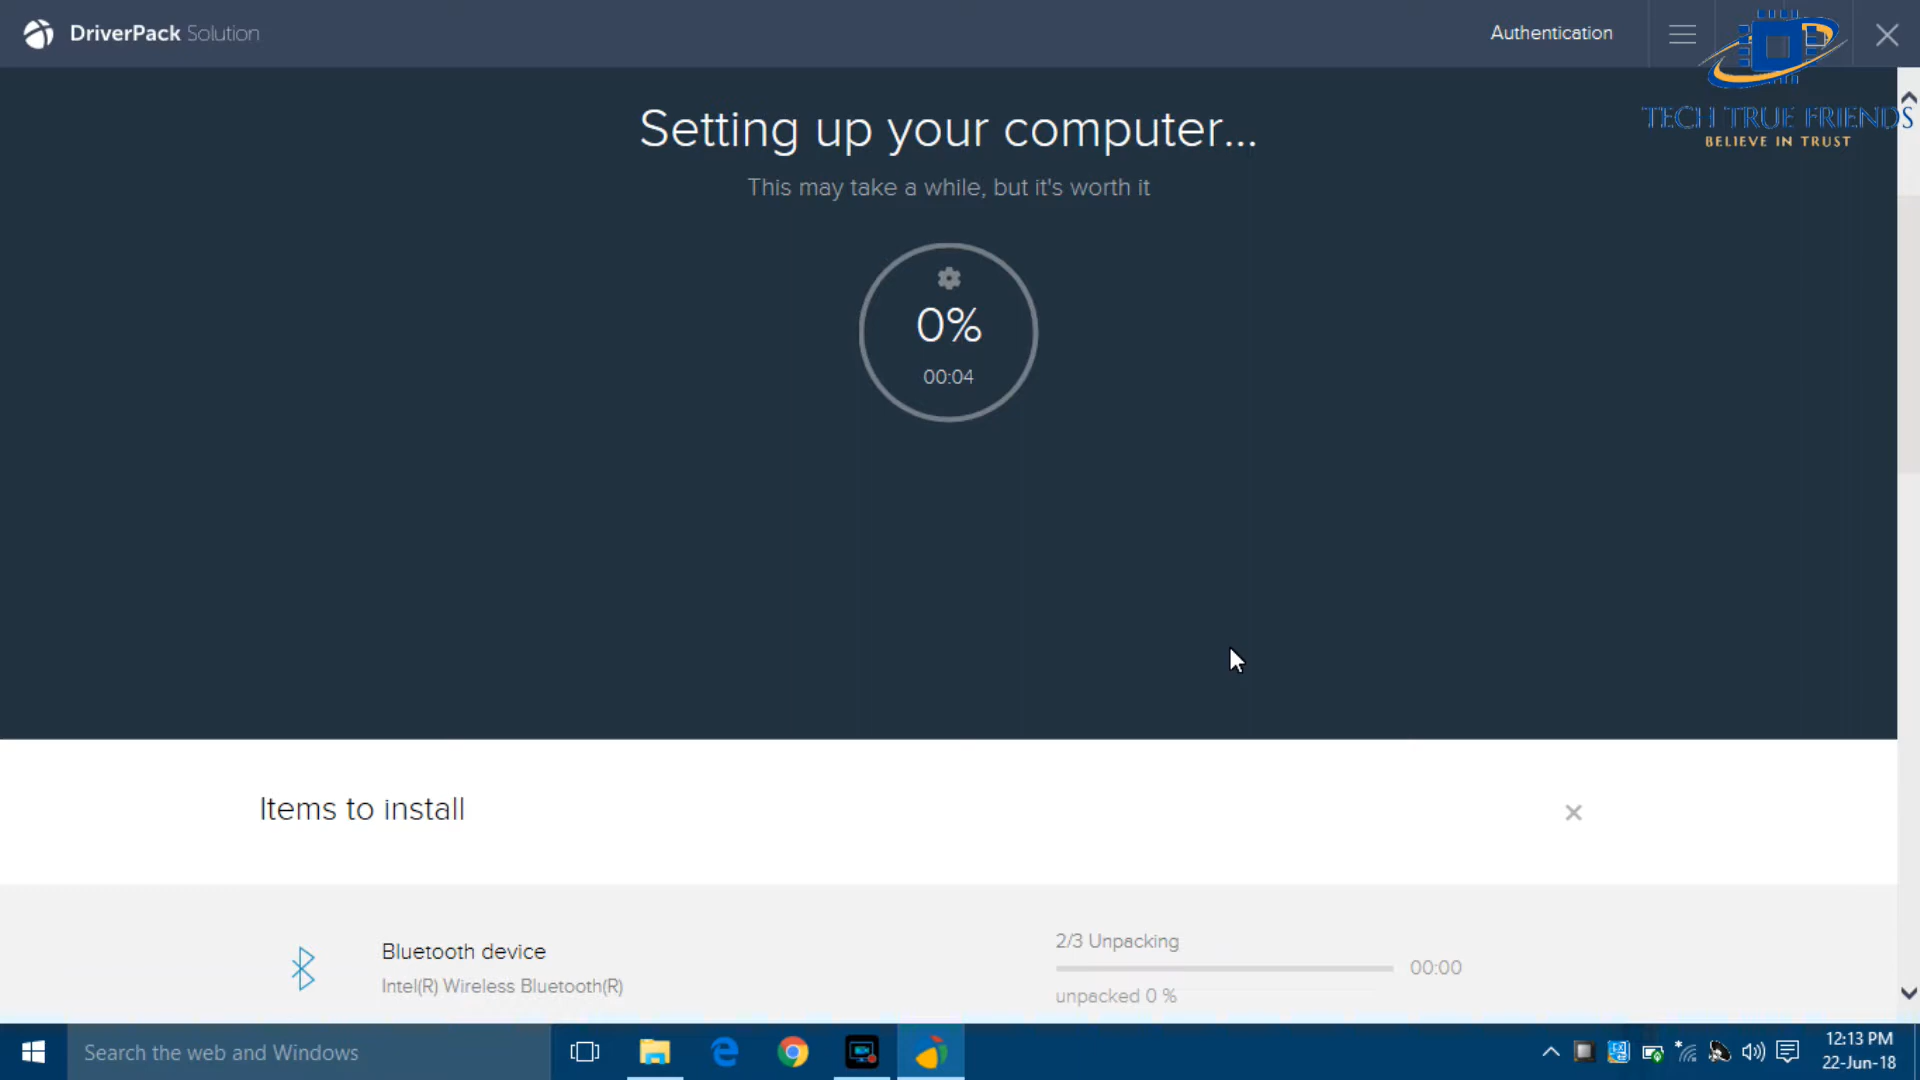 DriverPack Solution
Authentication
TECH TRUE FRIENDS
BELIEVE IN TRUST
Setting up your computer...
This may take a while, but it's worth it
0%
00:04
Items to install
Bluetooth device
Intel(R) Wireless Bluetooth(R)
2/3 Unpacking
00:00
unpacked 0 %
Search the web and Windows
12:13 PM
22-Jun-18